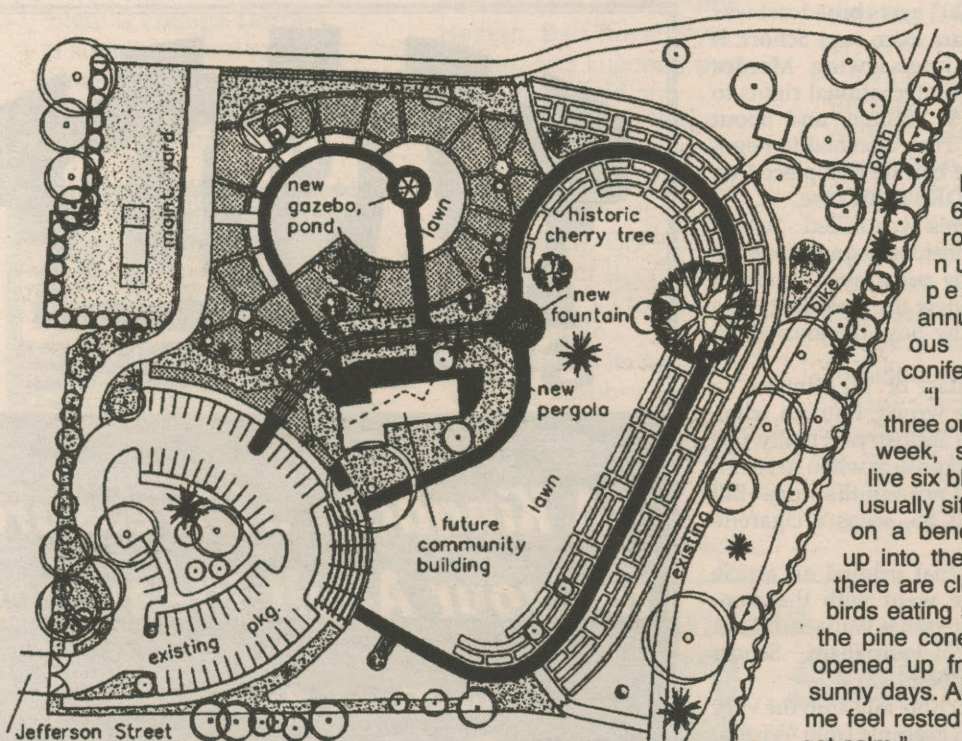 maint yard
new
gazebo,
pond
lawn
historic
cherry tree
new
fountain
new
pergola
lawn
future
community
building
existing pkg.
Jefferson Street
existing
bike
path
6
ro
n u
p e
annu
ous
conife
"I
three or
week, s
live six bl
usually sit
on a ben
up into the
there are cl
birds eating s
the pine cone
opened up fr
sunny days. A
me feel rested